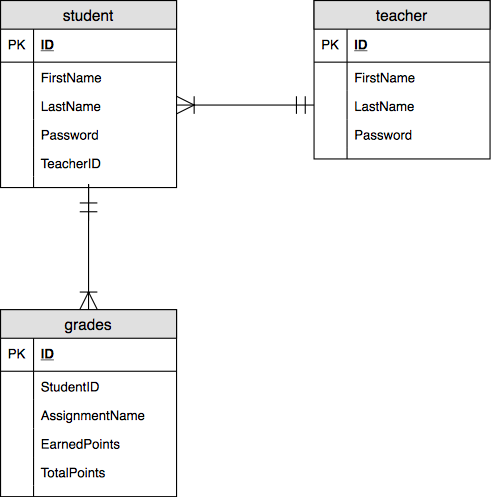 student
PK ID
FirstName
LastName
Password
TeacherID
teacher
PK ID
FirstName
LastName
Password
grades
PK ID
StudentID
AssignmentName
EarnedPoints
TotalPoints